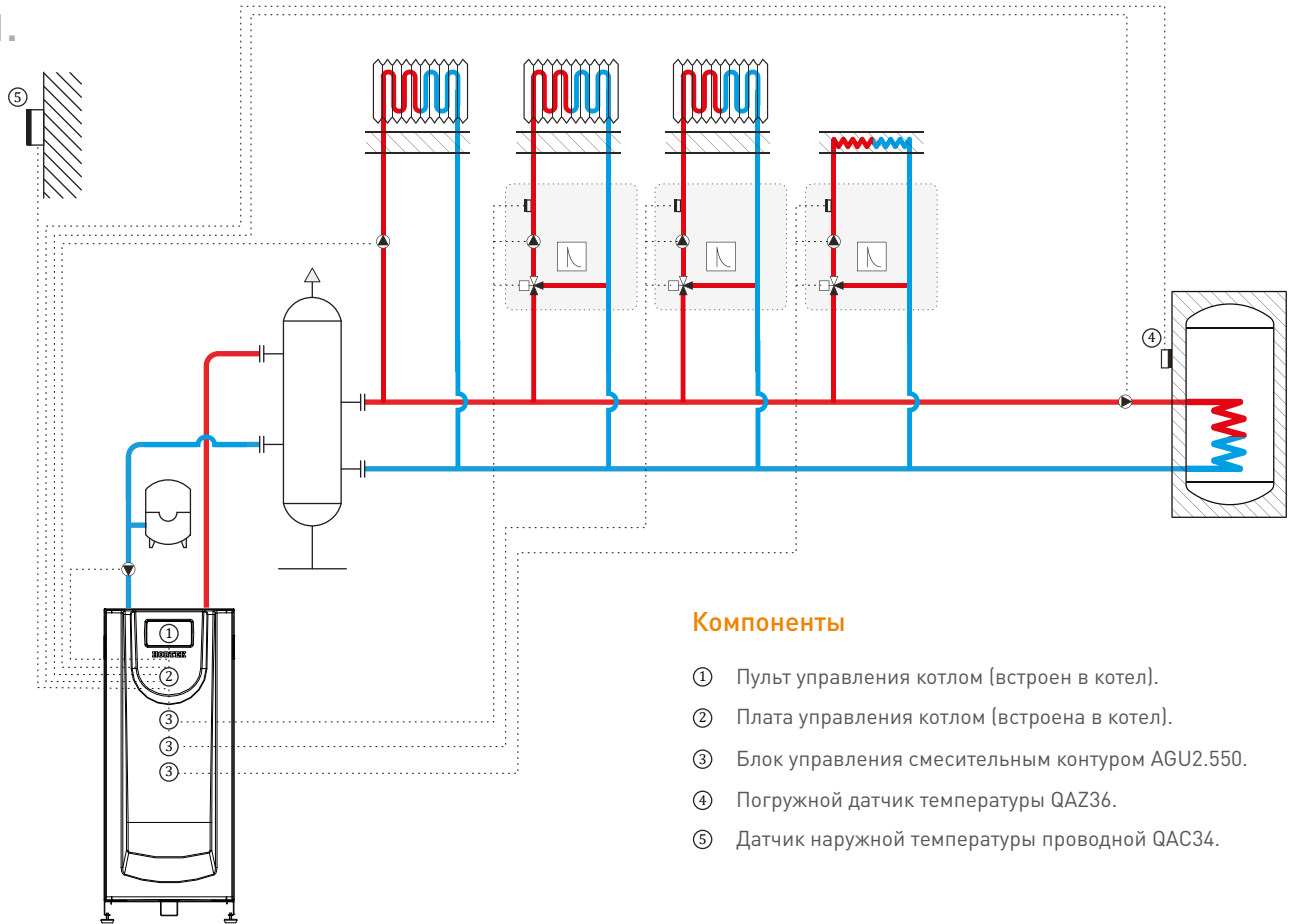 ⑤
④
①
HORTEK
②
③
③
③
Компоненты
① Пульт управления котлом (встроен в котел).
② Плата управления котлом (встроена в котел).
③ Блок управления смесительным контуром AGU2.550.
④ Погружной датчик температуры QAZ36.
⑤ Датчик наружной температуры проводной QAC34.